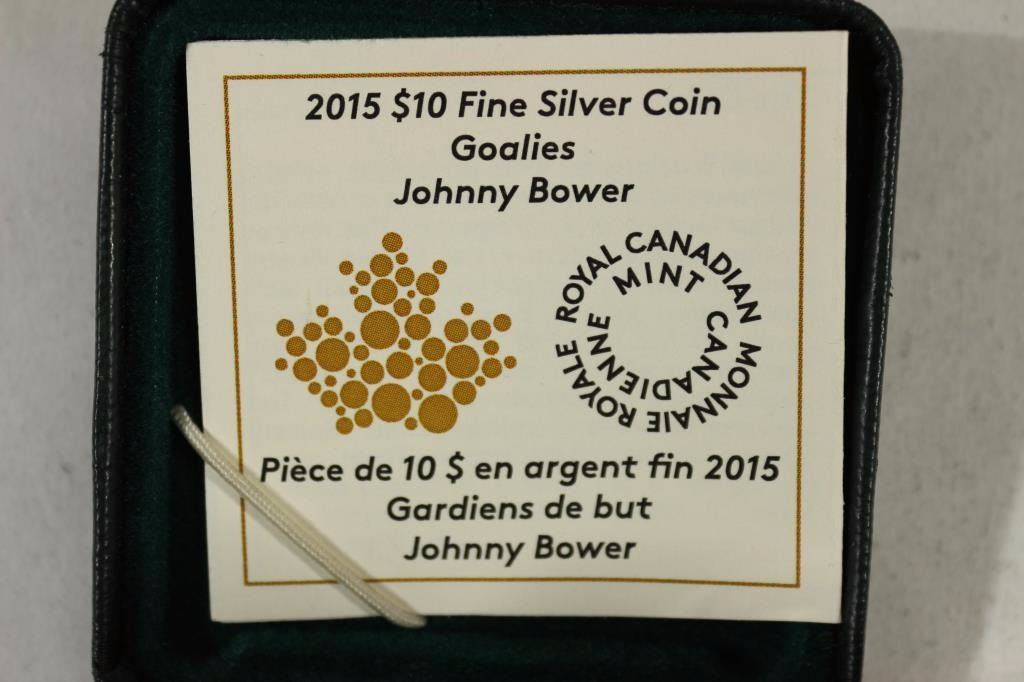 2015 $10 Fine Silver Coin
Goalies
Johnny Bower
ROYAL CANADIAN MINT
MONNAIE ROYALE CANADIENNE
Pièce de 10 $ en argent fin 2015
Gardiens de but
Johnny Bower